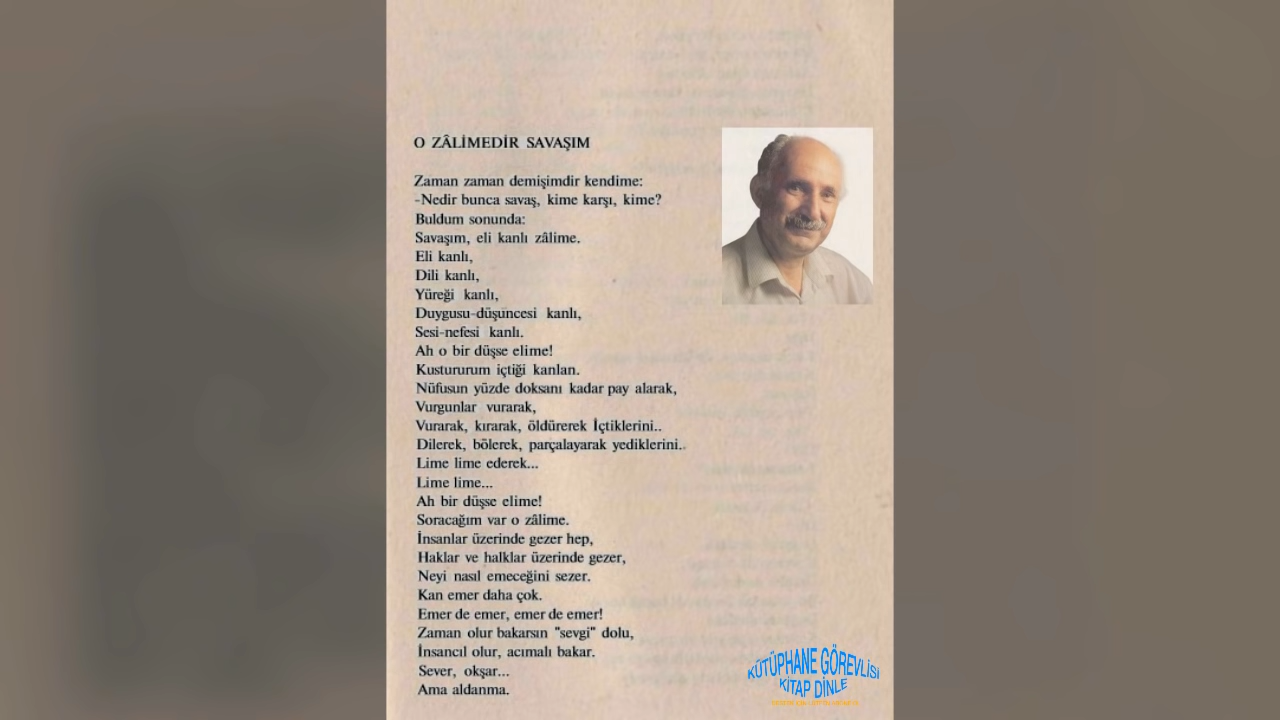 O ZÂLİMEDİR SAVAŞIM
Zaman zaman demişimdir kendime:
-Nedir bunca savaş, kime karşı, kime?
Buldum sonunda:
Savaşım, eli kanlı zâlime.
Eli kanlı,
Dili kanlı,
Yüreği kanlı,
Duygusu-düşüncesi kanlı,
Sesi-nefesi kanlı.
Ah o bir düşse elime!
Kustururum içtiği kanlan.
Nüfusun yüzde doksanı kadar pay alarak,
Vurgunlar vurarak,
Vurarak, kırarak, öldürerek İçtiklerini..
Dilerek, bölerek, parçalayarak yediklerini..
Lime lime ederek...
Lime lime...
Ah bir düşse elime!
Soracağım var o zâlime.
İnsanlar üzerinde gezer hep,
Haklar ve halklar üzerinde gezer,
Neyi nasıl emeceğini sezer.
Kan emer daha çok.
Emer de emer, emer de emer!
Zaman olur bakarsın "sevgi" dolu,
İnsancıl olur, acımalı bakar.
Sever, okşar...
Ama aldanma.
KÜTÜPHANE GÖREVLİSİ
KİTAP DİNLE